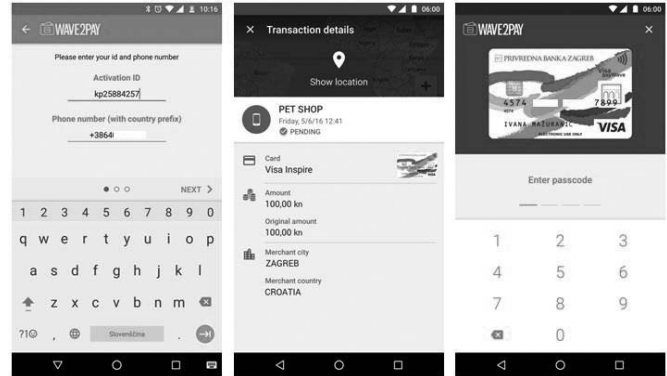 10:16
WAVE2PAY
Please enter your id and phone number
Activation ID
kp25884257
Phone number (with country prefix)
+3864
NEXT
1 2 3 4 5 6 7 8 9 0
q w e r t y u i o p
a s d f g h j k l
z x c v b n m
?1☺ , Slovenščina .
06:00
Transaction details
Show location
PET SHOP
Friday, 5/6/16 12:41
PENDING
Card
Visa Inspire
Amount
100,00 kn
Original amount
100,00 kn
Merchant city
ZAGREB
Merchant country
CROATIA
06:00
WAVE2PAY
PRIVREDNA BANKA ZAGREB
4574 7899
IVANA MAŽURANIĆ
ELECTRONIC USE ONLY
VISA
Enter passcode
1 2 3
4 5 6
7 8 9
0